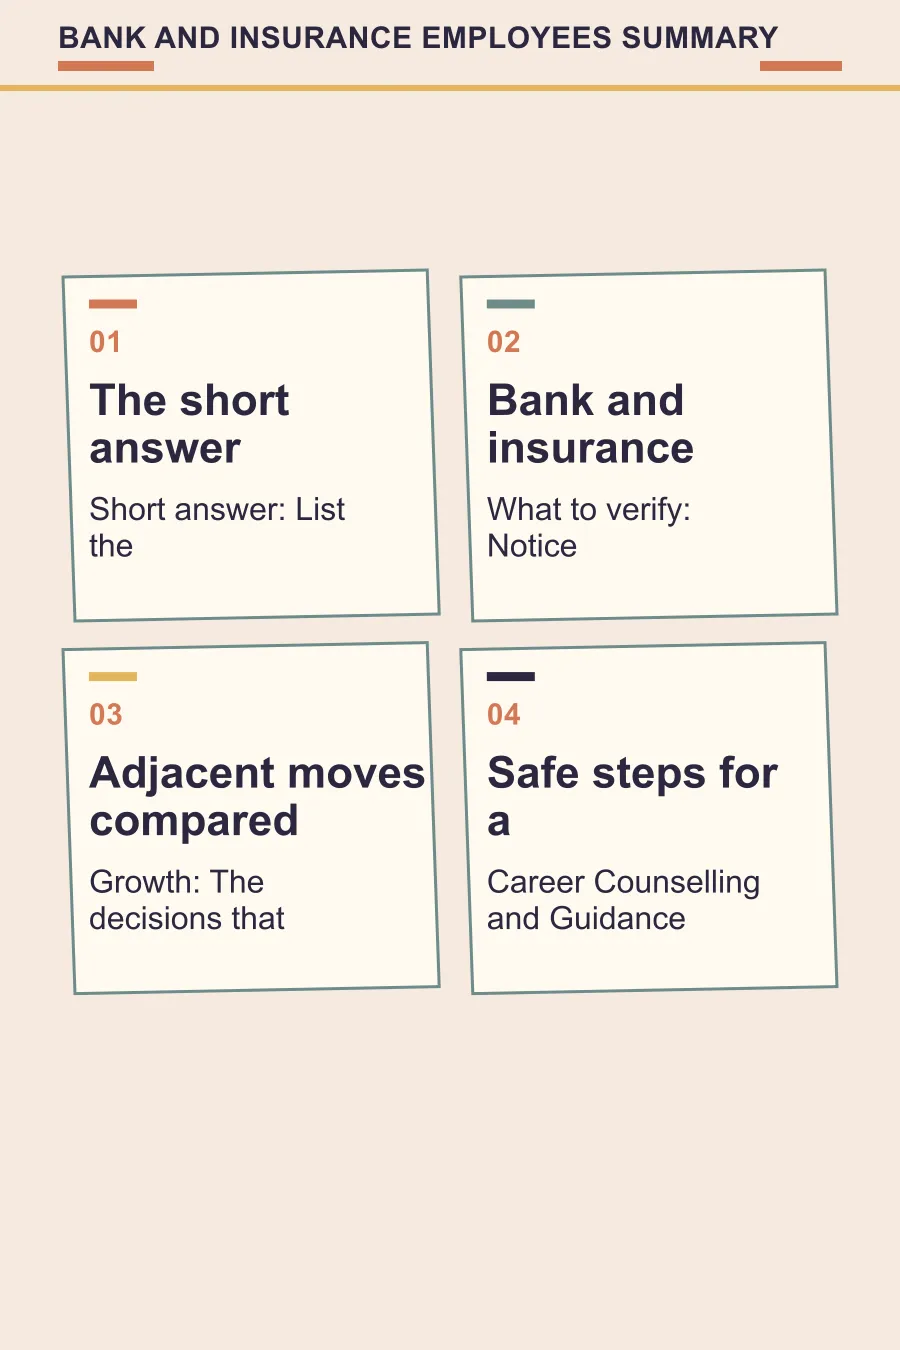 BANK AND INSURANCE EMPLOYEES SUMMARY
01
The short
answer
Short answer: List
the
02
Bank and
insurance
What to verify:
Notice
03
Adjacent moves
compared
Growth: The
decisions that
04
Safe steps for
a
Career Counselling
and Guidance